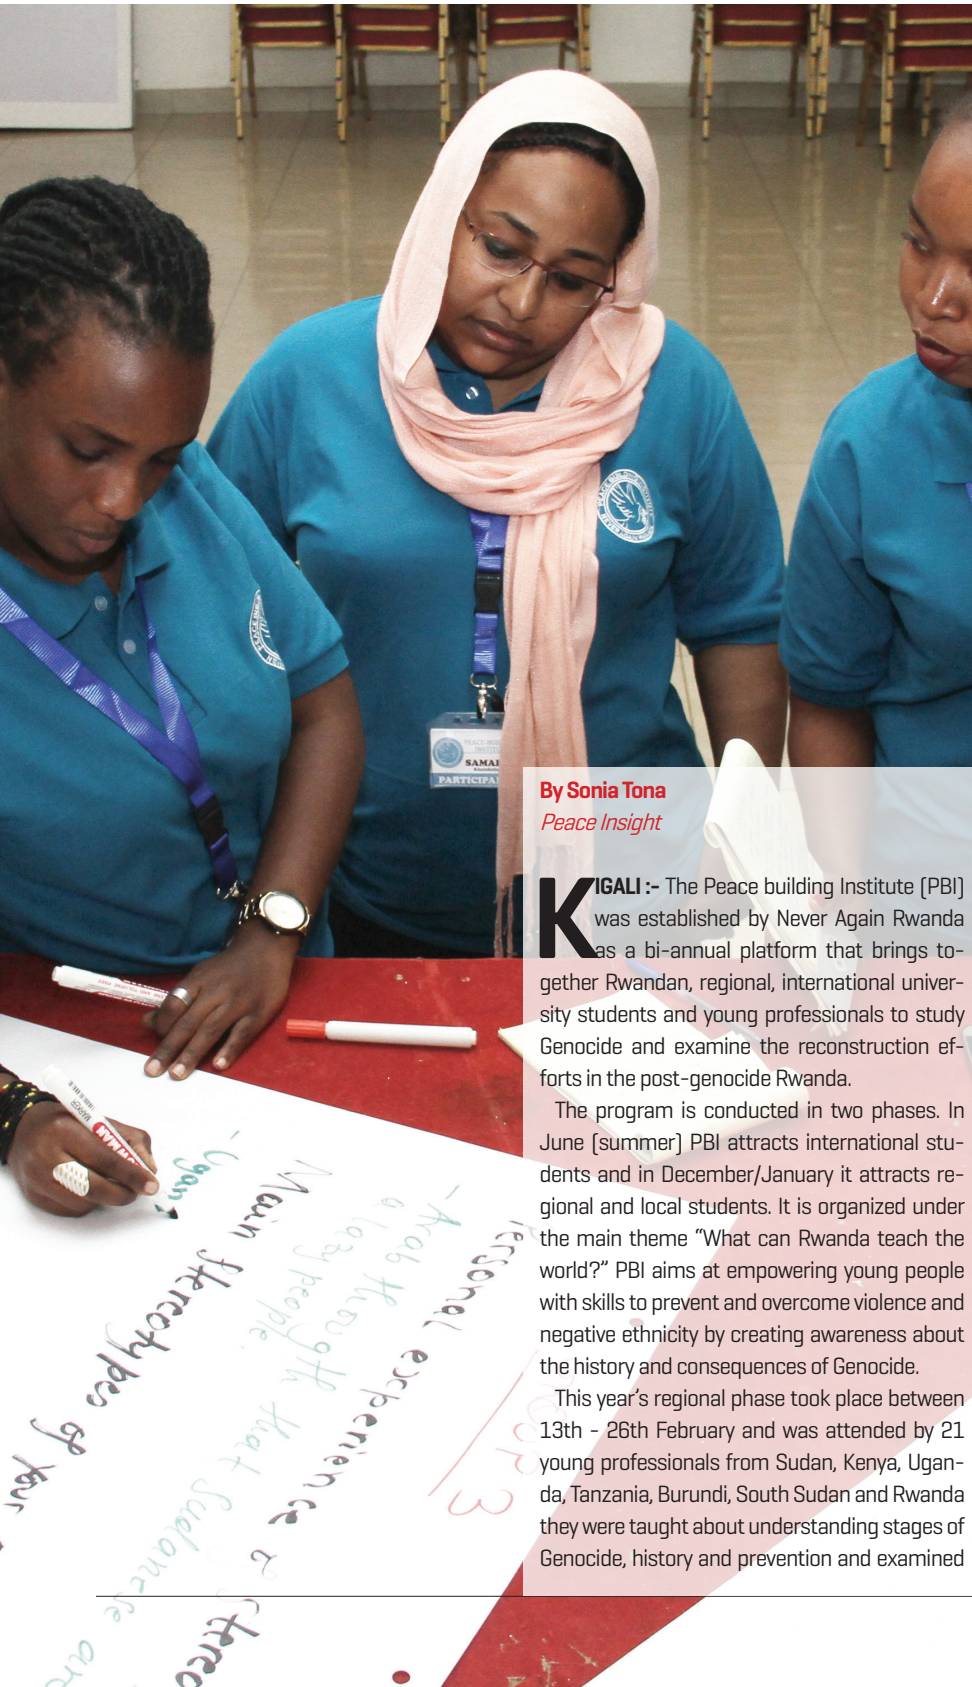 By Sonia Tona
Peace Insight
KIGALI :- The Peace building Institute (PBI)
was established by Never Again Rwanda
as a bi-annual platform that brings to-
gether Rwandan, regional, international univer-
sity students and young professionals to study
Genocide and examine the reconstruction ef-
forts in the post-genocide Rwanda.
The program is conducted in two phases. In
June (summer) PBI attracts international stu-
dents and in December/January it attracts re-
gional and local students. It is organized under
the main theme “What can Rwanda teach the
world?” PBI aims at empowering young people
with skills to prevent and overcome violence and
negative ethnicity by creating awareness about
the history and consequences of Genocide.
This year’s regional phase took place between
13th - 26th February and was attended by 21
young professionals from Sudan, Kenya, Ugan-
da, Tanzania, Burundi, South Sudan and Rwanda
they were taught about understanding stages of
Genocide, history and prevention and examined
PEACE-BUI
INSTITU
SAMA
PARTICIPA
MARKER
3
Personal experience & Stereo
- Arab though that Sudanese are
a lazy people.
Main Stereotypes of your
- Ugan